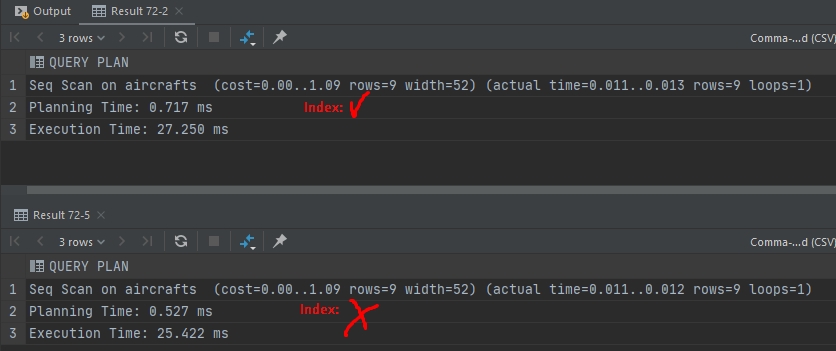 Output
Result 72-2
3 rows
Comma-...d (CSV)
QUERY PLAN
1 Seq Scan on aircrafts (cost=0.00..1.09 rows=9 width=52) (actual time=0.011..0.013 rows=9 loops=1)
2 Planning Time: 0.717 ms
Index:
3 Execution Time: 27.250 ms
Result 72-5
3 rows
Comma-...d (CSV)
QUERY PLAN
1 Seq Scan on aircrafts (cost=0.00..1.09 rows=9 width=52) (actual time=0.011..0.012 rows=9 loops=1)
2 Planning Time: 0.527 ms
Index:
3 Execution Time: 25.422 ms